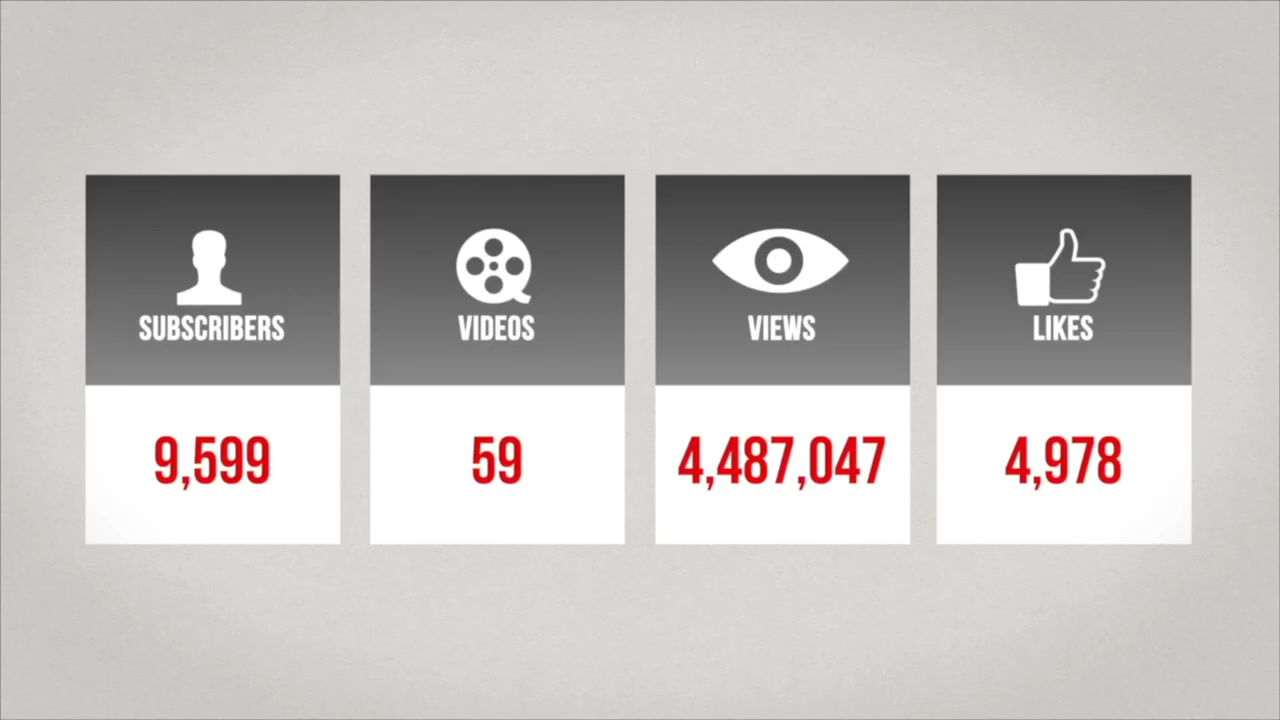 SUBSCRIBERS
9,599
VIDEOS
59
VIEWS
4,487,047
LIKES
4,978